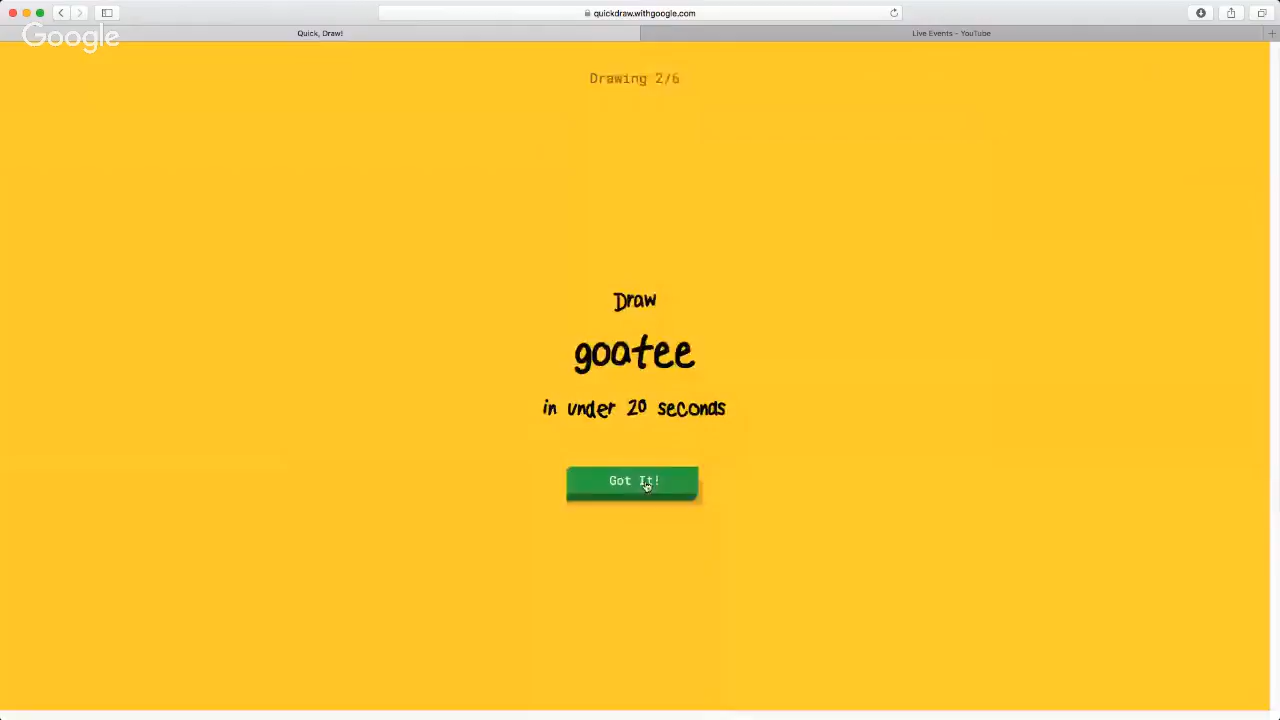 quickdraw.withgoogle.com
Quick, Draw!
Live Events - YouTube
Google
Drawing 2/6
Draw
goatee
in under 20 seconds
Got It!